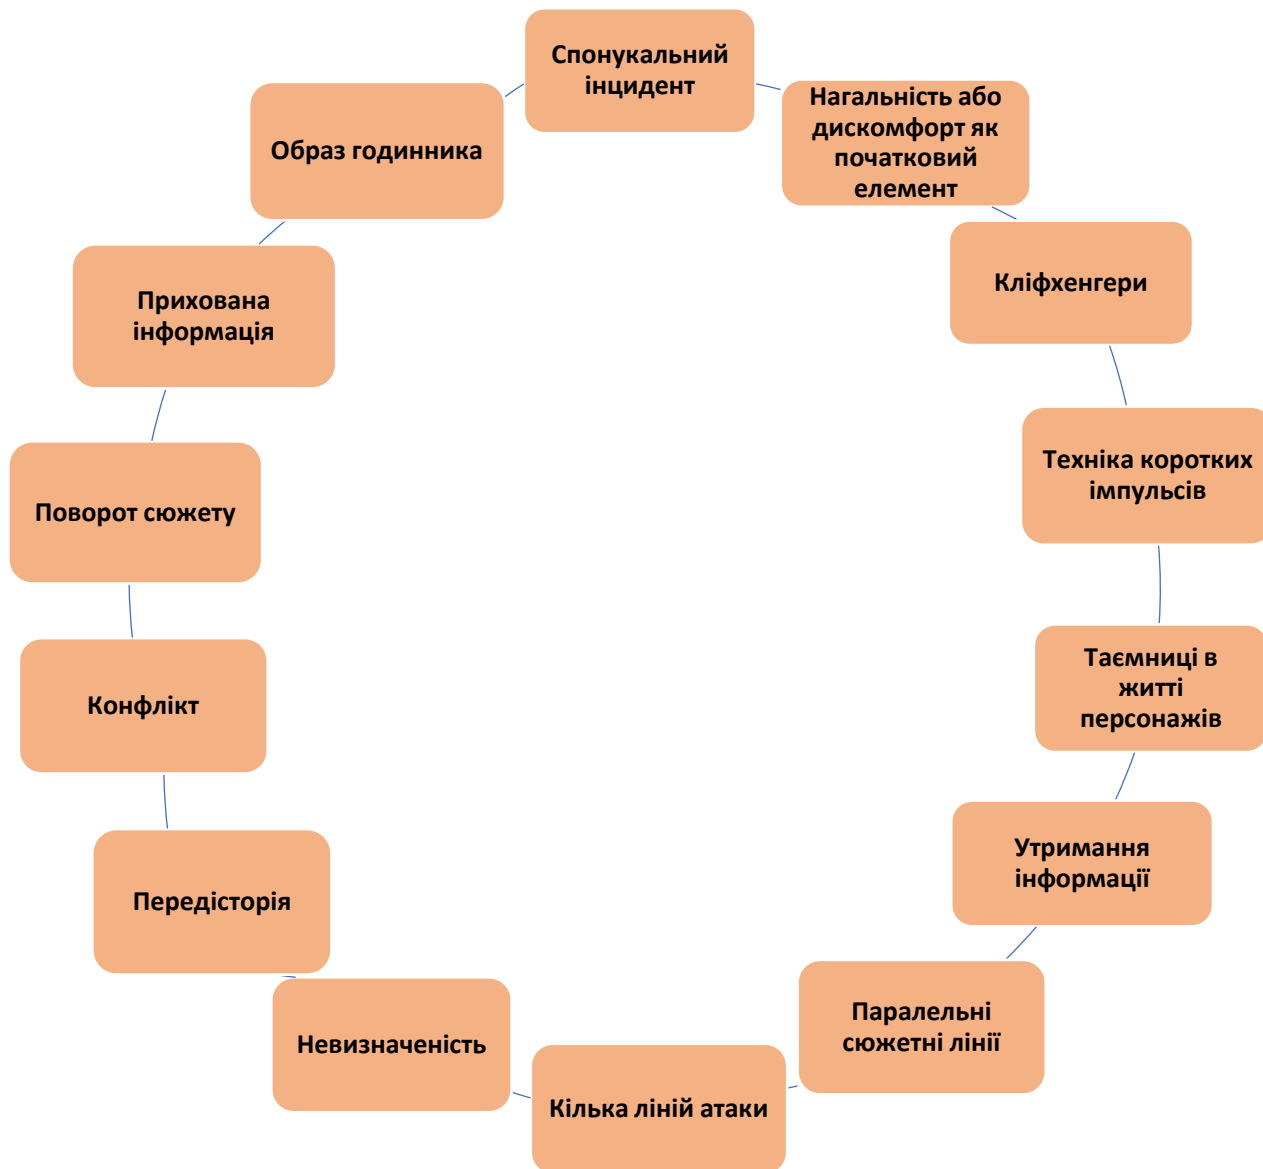 Спонукальний
інцидент
Нагальність або
дискомфорт як
початковий
елемент
Кліфхенгери
Техніка коротких
імпульсів
Таємниці в
житті
персонажів
Утримання
інформації
Паралельні
сюжетні лінії
Кілька ліній атаки
Невизначеність
Передісторія
Конфлікт
Поворот сюжету
Прихована
інформація
Образ годинника